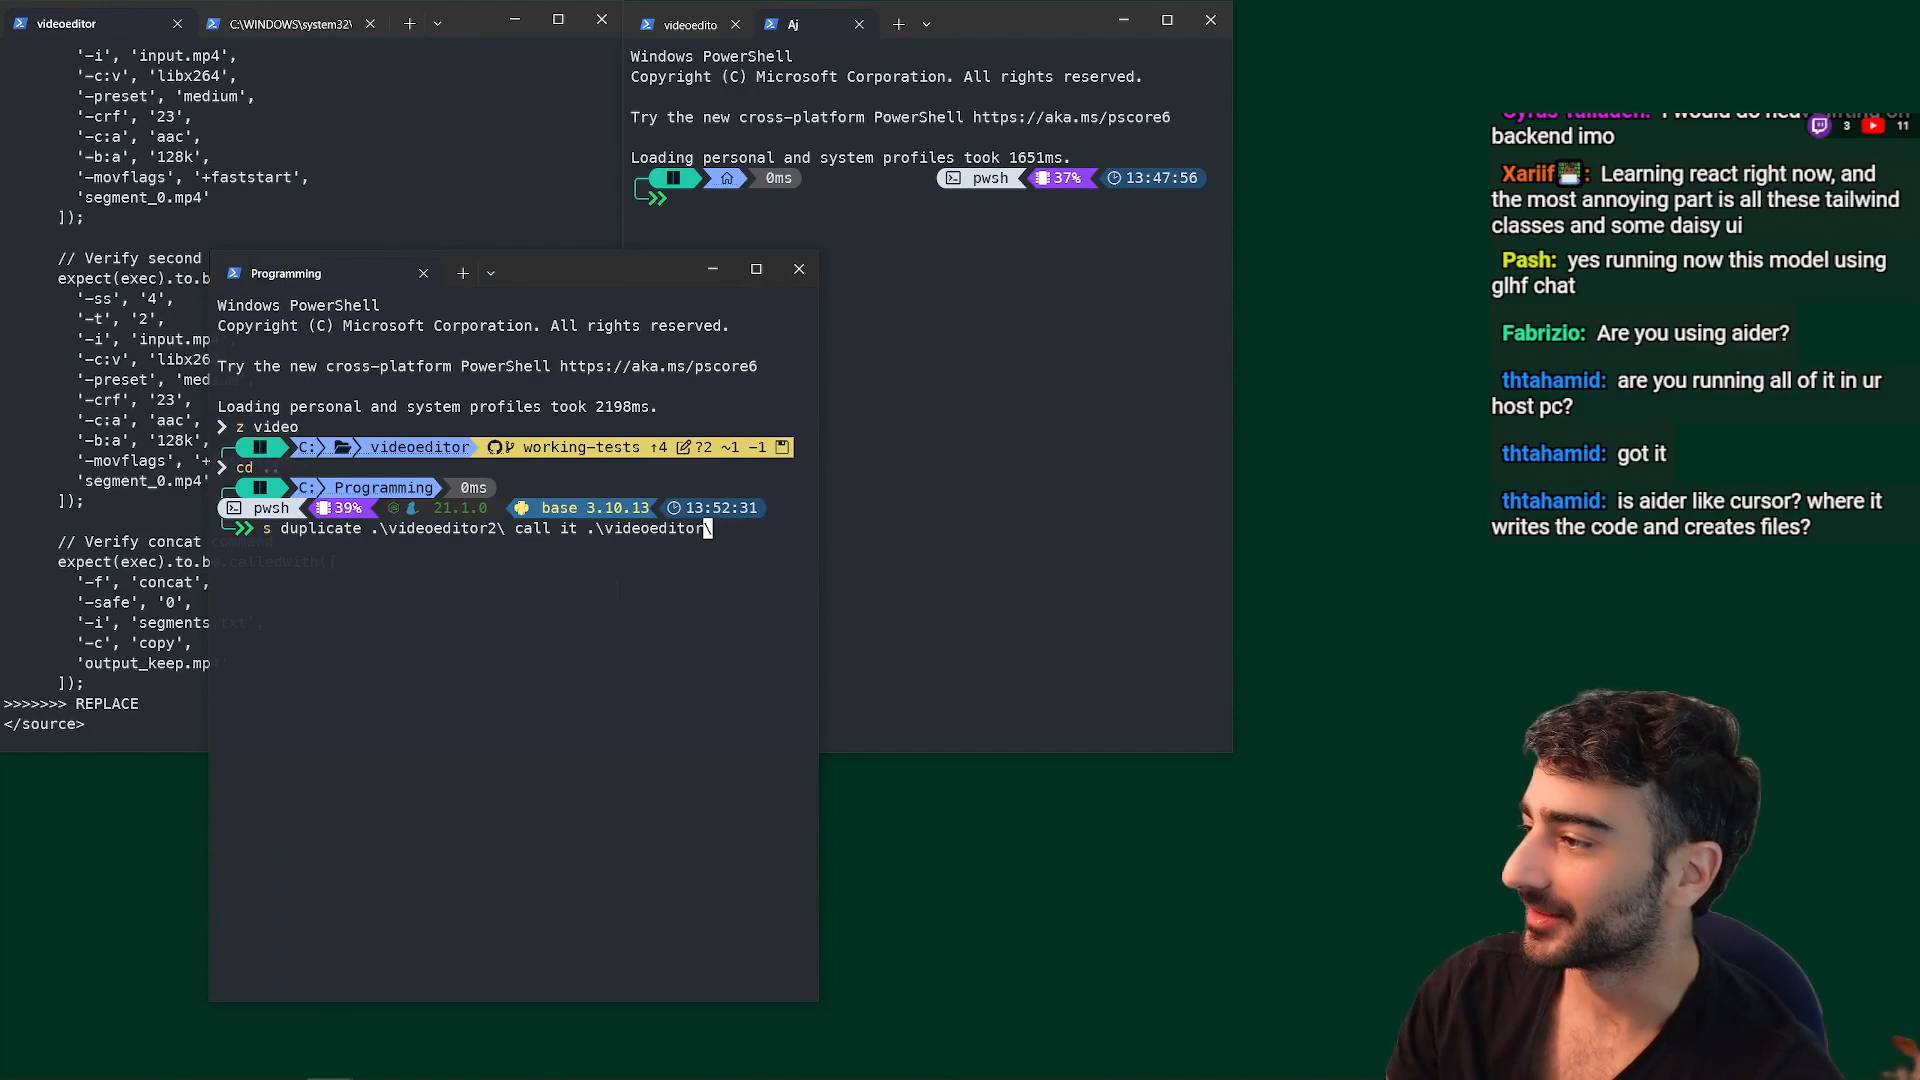 videoeditor
C:\WINDOWS\system32\
'-i', 'input.mp4',
'-c:v', 'libx264',
'-preset', 'medium',
'-crf', '23',
'-c:a', 'aac',
'-b:a', '128k',
'-movflags', '+faststart',
'segment_0.mp4'
]);
// Verify second
expect(exec).to.b
'-ss', '4',
'-t', '2',
'-i', 'input.mp
'-c:v', 'libx26
'-preset', 'med
'-crf', '23',
'-c:a', 'aac',
'-b:a', '128k',
'-movflags', '+
'segment_0.mp4'
]);
// Verify concat command
expect(exec).to.be.calledWith([
'-f', 'concat',
'-safe', '0',
'-i', 'segments.txt',
'-c', 'copy',
'output_keep.mp4'
]);
>>>>>>> REPLACE
</source>
videoedito
Aj
Windows PowerShell
Copyright (C) Microsoft Corporation. All rights reserved.
Try the new cross-platform PowerShell https://aka.ms/pscore6
Loading personal and system profiles took 1651ms.
0ms
pwsh 37% 13:47:56
Programming
Windows PowerShell
Copyright (C) Microsoft Corporation. All rights reserved.
Try the new cross-platform PowerShell https://aka.ms/pscore6
Loading personal and system profiles took 2198ms.
z video
C: videoeditor working-tests ↑4 ?2 ~1 -1
cd ..
C: Programming 0ms
pwsh 39% 21.1.0 base 3.10.13 13:52:31
s duplicate .\videoeditor2\ call it .\videoeditor\
3 11
backend imo
Xariif: Learning react right now, and
the most annoying part is all these tailwind
classes and some daisy ui
Pash: yes running now this model using
glhf chat
Fabrizio: Are you using aider?
thtahamid: are you running all of it in ur
host pc?
thtahamid: got it
thtahamid: is aider like cursor? where it
writes the code and creates files?